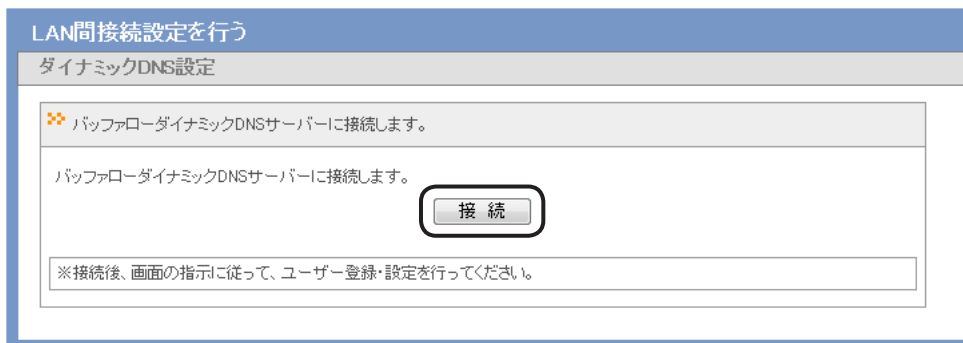 LAN間接続設定を行う
ダイナミックDNS設定
バッファローダイナミックDNSサーバーに接続します。
バッファローダイナミックDNSサーバーに接続します。
接 続
※接続後、画面の指示に従って、ユーザー登録・設定を行ってください。